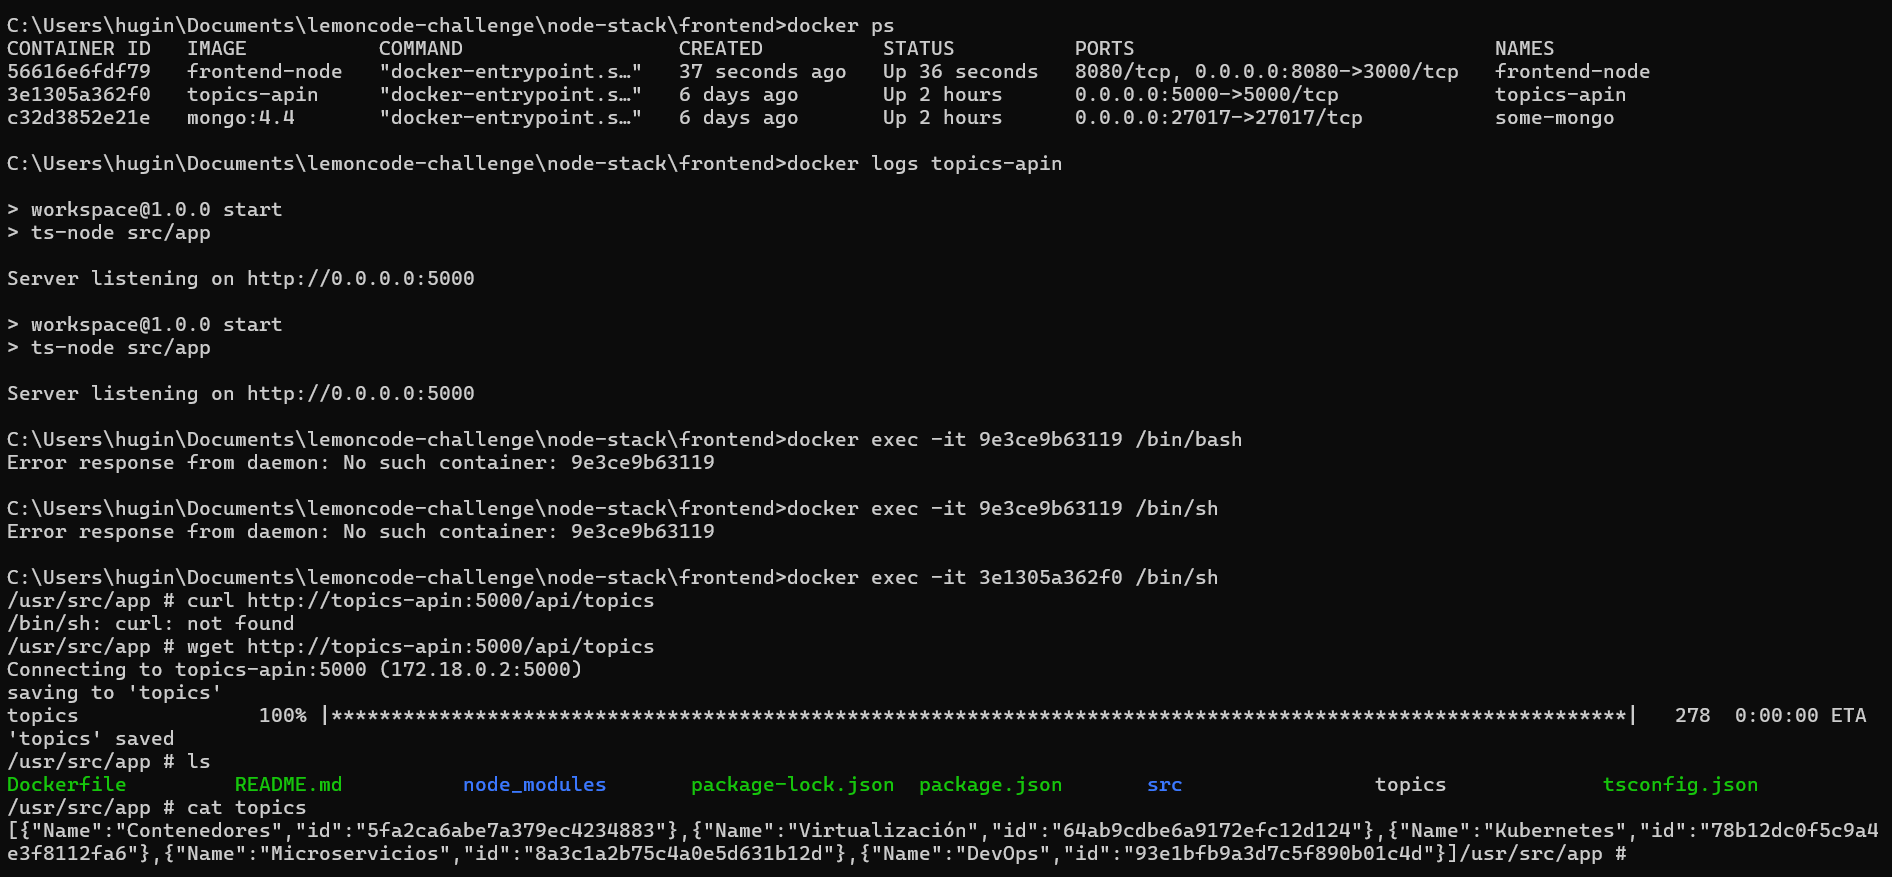 C:\Users\hugin\Documents\lemoncode-challenge\node-stack\frontend>docker ps
CONTAINER ID   IMAGE           COMMAND                  CREATED          STATUS          PORTS                              NAMES
56616e6fdf79   frontend-node   "docker-entrypoint.s…"   37 seconds ago   Up 36 seconds   8080/tcp, 0.0.0.0:8080->3000/tcp   frontend-node
3e1305a362f0   topics-apin     "docker-entrypoint.s…"   6 days ago       Up 2 hours      0.0.0.0:5000->5000/tcp             topics-apin
c32d3852e21e   mongo:4.4       "docker-entrypoint.s…"   6 days ago       Up 2 hours      0.0.0.0:27017->27017/tcp           some-mongo
C:\Users\hugin\Documents\lemoncode-challenge\node-stack\frontend>docker logs topics-apin
> workspace@1.0.0 start
> ts-node src/app
Server listening on http://0.0.0.0:5000
> workspace@1.0.0 start
> ts-node src/app
Server listening on http://0.0.0.0:5000
C:\Users\hugin\Documents\lemoncode-challenge\node-stack\frontend>docker exec -it 9e3ce9b63119 /bin/bash
Error response from daemon: No such container: 9e3ce9b63119
C:\Users\hugin\Documents\lemoncode-challenge\node-stack\frontend>docker exec -it 9e3ce9b63119 /bin/sh
Error response from daemon: No such container: 9e3ce9b63119
C:\Users\hugin\Documents\lemoncode-challenge\node-stack\frontend>docker exec -it 3e1305a362f0 /bin/sh
/usr/src/app # curl http://topics-apin:5000/api/topics
/bin/sh: curl: not found
/usr/src/app # wget http://topics-apin:5000/api/topics
Connecting to topics-apin:5000 (172.18.0.2:5000)
saving to 'topics'
topics               100% |************************************************************************************************************|   278  0:00:00 ETA
'topics' saved
/usr/src/app # ls
Dockerfile         README.md          node_modules       package-lock.json  package.json       src                topics             tsconfig.json
/usr/src/app # cat topics
[{"Name":"Contenedores","id":"5fa2ca6abe7a379ec4234883"},{"Name":"Virtualización","id":"64ab9cdbe6a9172efc12d124"},{"Name":"Kubernetes","id":"78b12dc0f5c9a4
e3f8112fa6"},{"Name":"Microservicios","id":"8a3c1a2b75c4a0e5d631b12d"},{"Name":"DevOps","id":"93e1bfb9a3d7c5f890b01c4d"}]/usr/src/app #